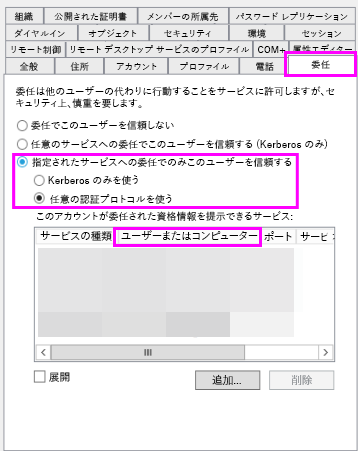 組織 公開された証明書 メンバーの所属先 パスワード レプリケーション
ダイヤルイン オブジェクト セキュリティ 環境 セッション
リモート制御 リモート デスクトップ サービスのプロファイル COM+ 属性エディター
全般 住所 アカウント プロファイル 電話 委任
委任は他のユーザーの代わりに行動することをサービスに許可しますが、セ
キュリティ上、慎重を要します。
委任でこのユーザーを信頼しない
任意のサービスへの委任でこのユーザーを信頼する (Kerberos のみ)
指定されたサービスへの委任でのみこのユーザーを信頼する
Kerberos のみを使う
任意の認証プロトコルを使う
このアカウントが委任された資格情報を提示できるサービス:
サービスの種類 ユーザーまたはコンピューター ポート サービ
展開 追加... 削除